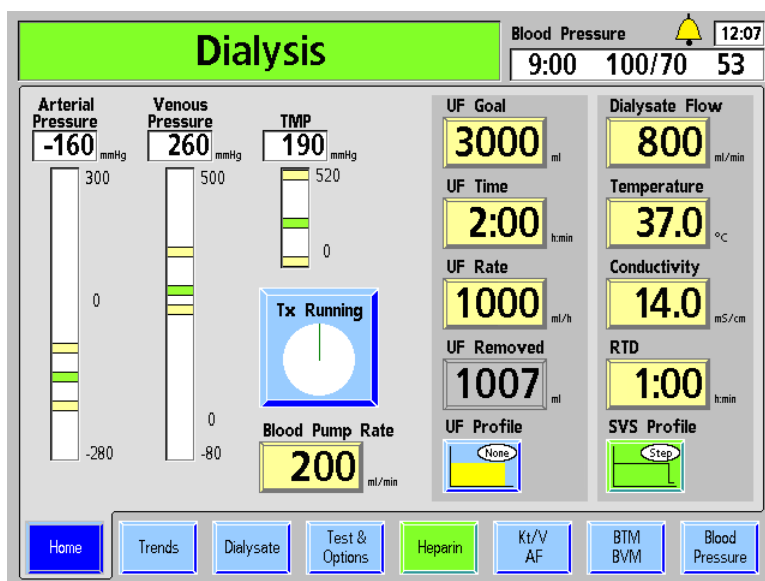 Dialysis
Blood Pressure
12:07
9:00 100/70 53
Arterial
Pressure
-160 mmHg
300
0
-280
Venous
Pressure
260 mmHg
500
0
-80
TMP
190 mmHg
520
0
Tx Running
Blood Pump Rate
200 ml/min
UF Goal
3000 ml
UF Time
2:00 h:min
UF Rate
1000 ml/h
UF Removed
1007 ml
UF Profile
None
Dialysate Flow
800 ml/min
Temperature
37.0 °C
Conductivity
14.0 mS/cm
RTD
1:00 h:min
SVS Profile
Step
Home
Trends
Dialysate
Test &
Options
Heparin
Kt/V
AF
BTM
BVM
Blood
Pressure